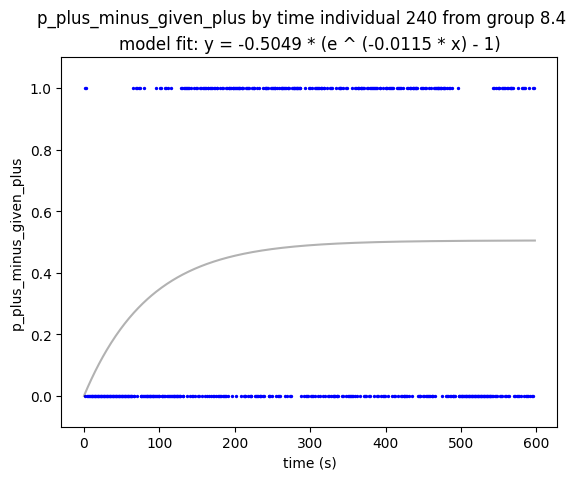 p_plus_minus_given_plus by time individual 240 from group 8.4
model fit: y = -0.5049 * (e ^ (-0.0115 * x) - 1)
1.0
0.8
0.6
0.4
0.2
0.0
p_plus_minus_given_plus
0 100 200 300 400 500 600
time (s)